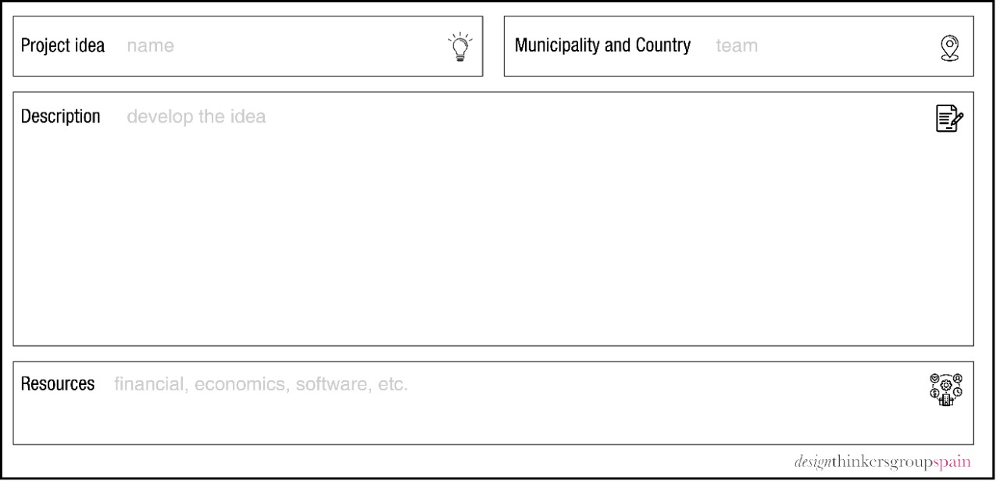 Project idea name
Municipality and Country team
Description develop the idea
Resources financial, economics, software, etc.
designthinkersgroupspain